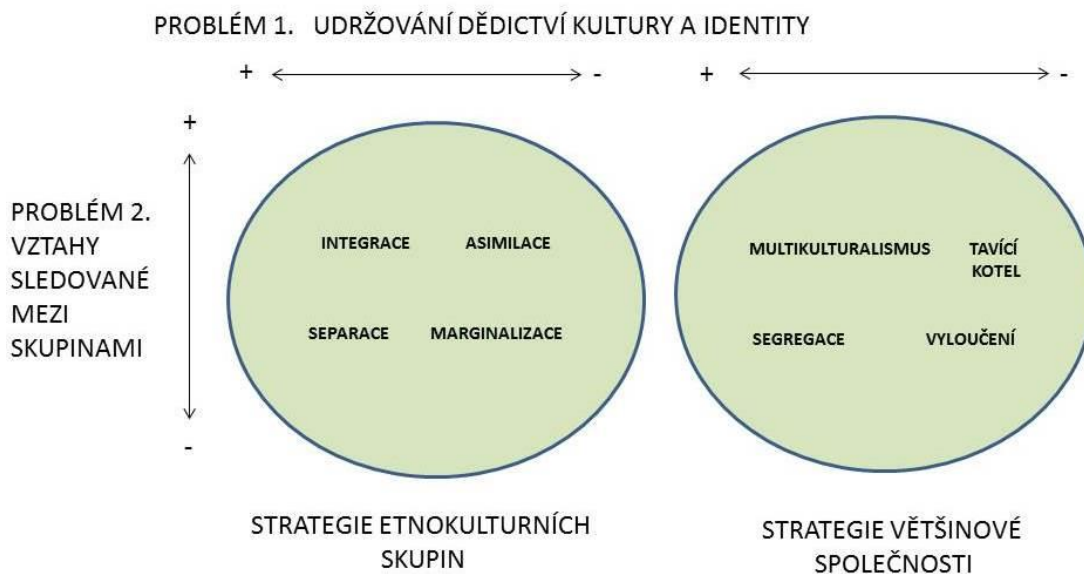 PROBLÉM 1. UDRŽOVÁNÍ DĚDICTVÍ KULTURY A IDENTITY
+ - + -
+
PROBLÉM 2.
VZTAHY
SLEDOVANÉ
MEZI
SKUPINAMI
-
INTEGRACE ASIMILACE
SEPARACE MARGINALIZACE
MULTIKULTURALISMUS TAVÍCÍ
KOTEL
SEGREGACE VYLOUČENÍ
STRATEGIE ETNOKULTURNÍCH
SKUPIN
STRATEGIE VĚTŠINOVÉ
SPOLEČNOSTI